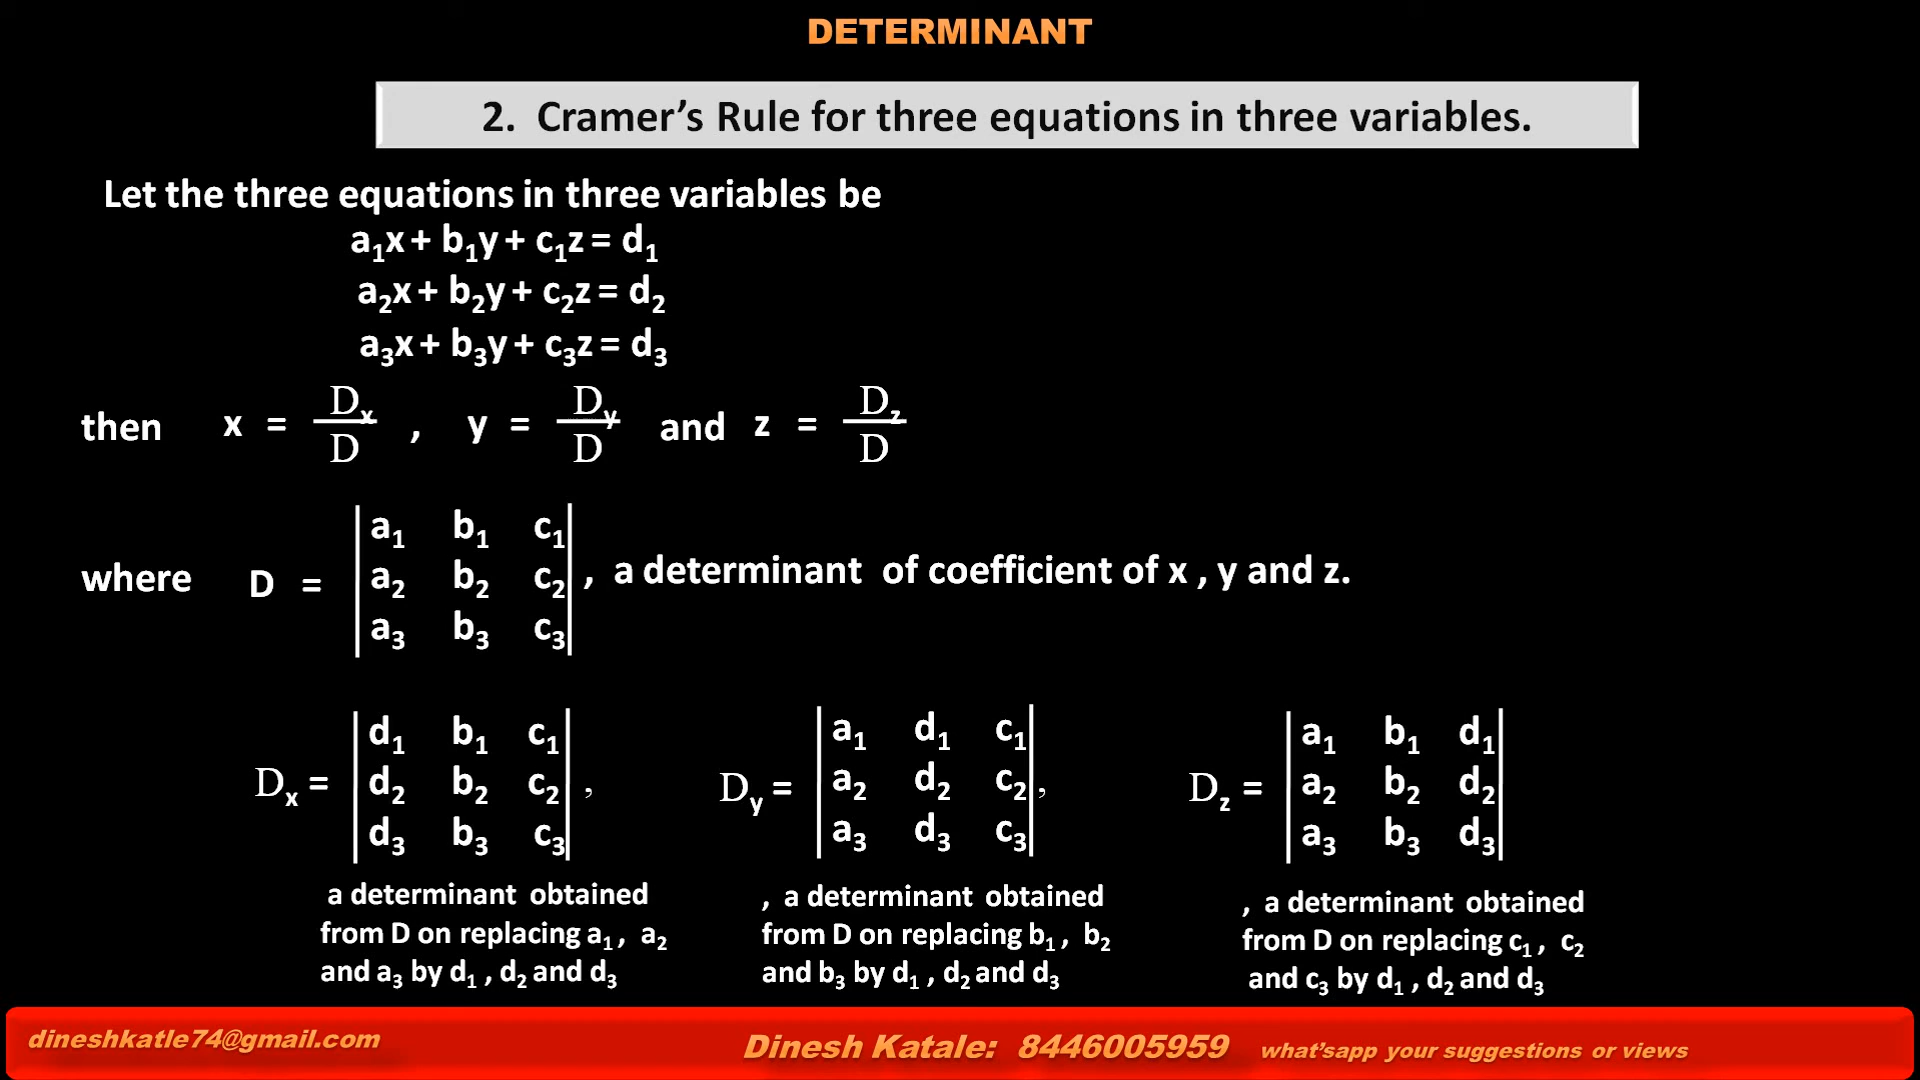 DETERMINANT
2. Cramer’s Rule for three equations in three variables.
Let the three equations in three variables be
a₁x + b₁y + c₁z = d₁
a₂x + b₂y + c₂z = d₂
a₃x + b₃y + c₃z = d₃
then x = Dₓ/D , y = D_y/D and z = D_z/D
where D = | a₁ b₁ c₁ |
| a₂ b₂ c₂ | , a determinant of coefficient of x , y and z.
| a₃ b₃ c₃ |
| d₁ b₁ c₁ | | a₁ d₁ c₁ | | a₁ b₁ d₁ |
Dₓ = | d₂ b₂ c₂ | , D_y = | a₂ d₂ c₂ | , D_z = | a₂ b₂ d₂ |
| d₃ b₃ c₃ | | a₃ d₃ c₃ | | a₃ b₃ d₃ |
a determinant obtained
from D on replacing a₁ , a₂
and a₃ by d₁ , d₂ and d₃
, a determinant obtained
from D on replacing b₁ , b₂
and b₃ by d₁ , d₂ and d₃
, a determinant obtained
from D on replacing c₁ , c₂
and c₃ by d₁ , d₂ and d₃
dineshkatle74@gmail.com Dinesh Katale: 8446005959 what’sapp your suggestions or views